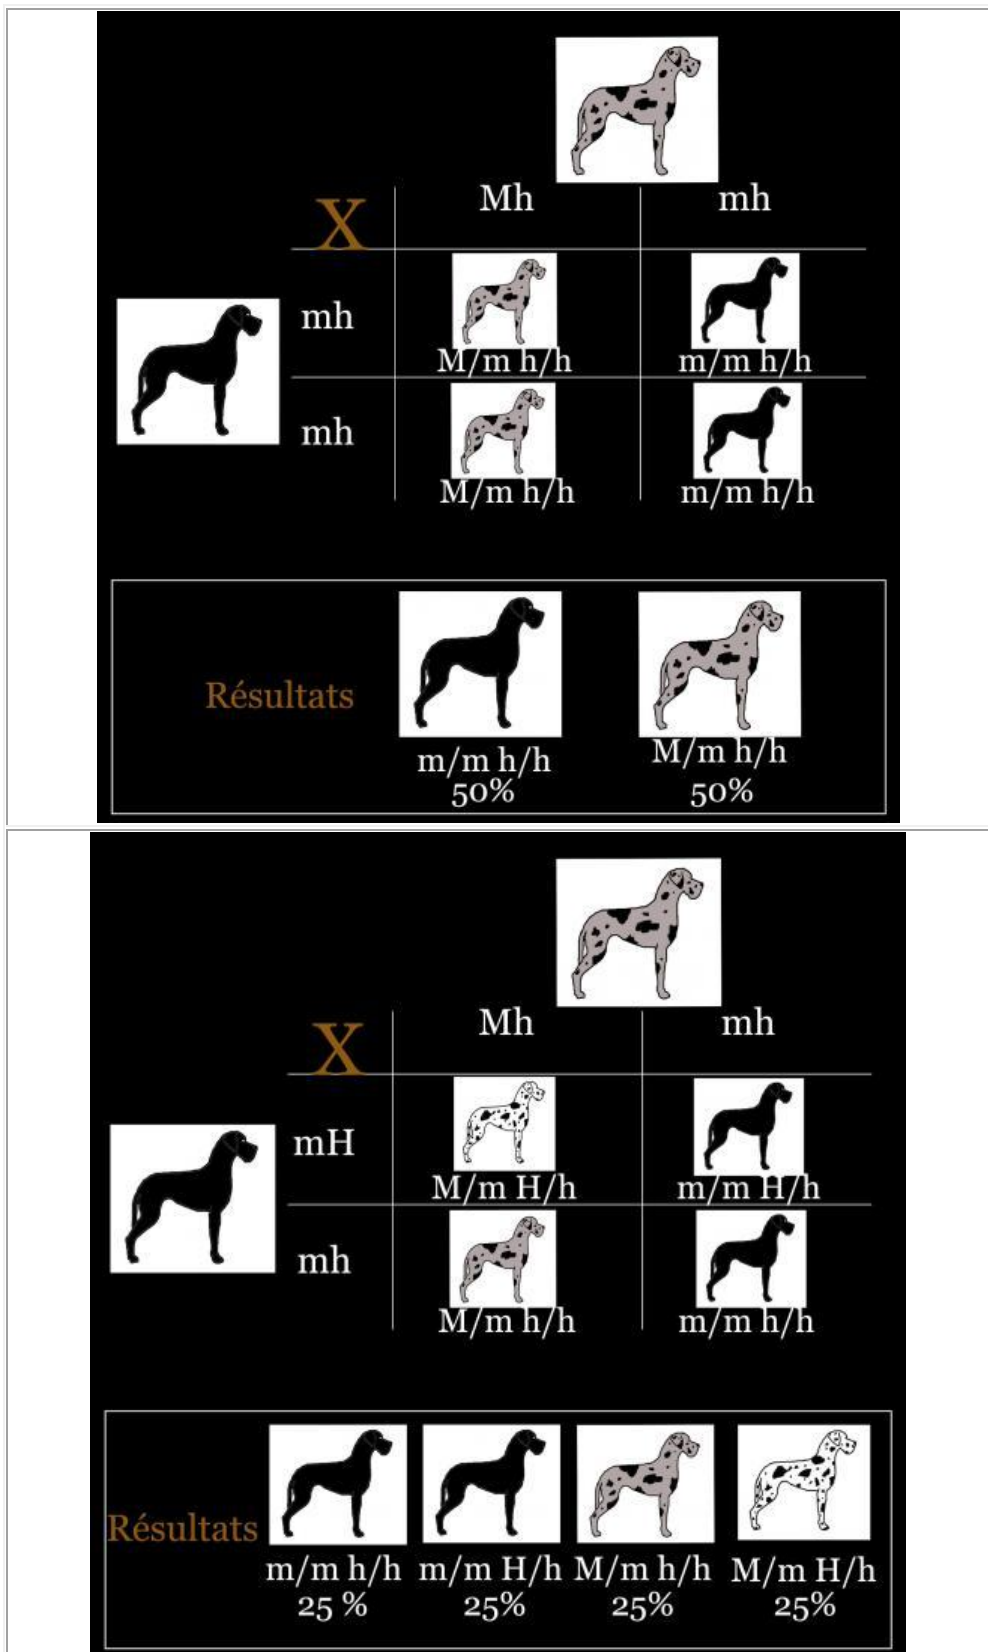 Mh mh
X
mh
M/m h/h m/m h/h
mh
M/m h/h m/m h/h
Résultats
m/m h/h M/m h/h
50% 50%
Mh mh
X
mH
M/m H/h m/m H/h
mh
M/m h/h m/m h/h
Résultats
m/m h/h m/m H/h M/m h/h M/m H/h
25 % 25% 25% 25%